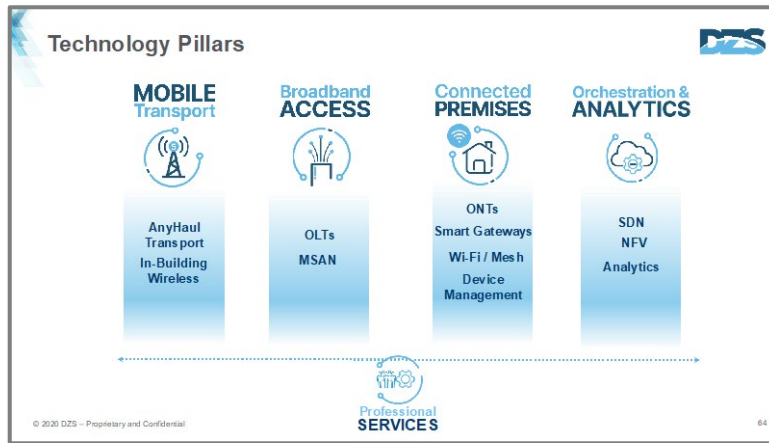 Technology Pillars
DZS
MOBILE
Transport
Broadband
ACCESS
Connected
PREMISES
Orchestration &
ANALYTICS
AnyHaul
Transport
In-Building
Wireless
OLTs
MSAN
ONTs
Smart Gateways
Wi-Fi / Mesh
Device
Management
SDN
NFV
Analytics
Professional
SERVICES
© 2020 DZS – Proprietary and Confidential
64